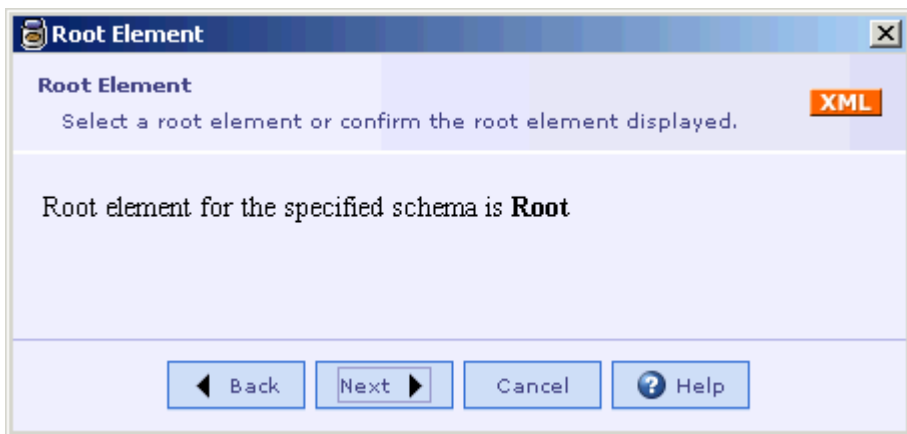 Root Element
Root Element
Select a root element or confirm the root element displayed.
XML
Root element for the specified schema is Root
Back Next Cancel Help